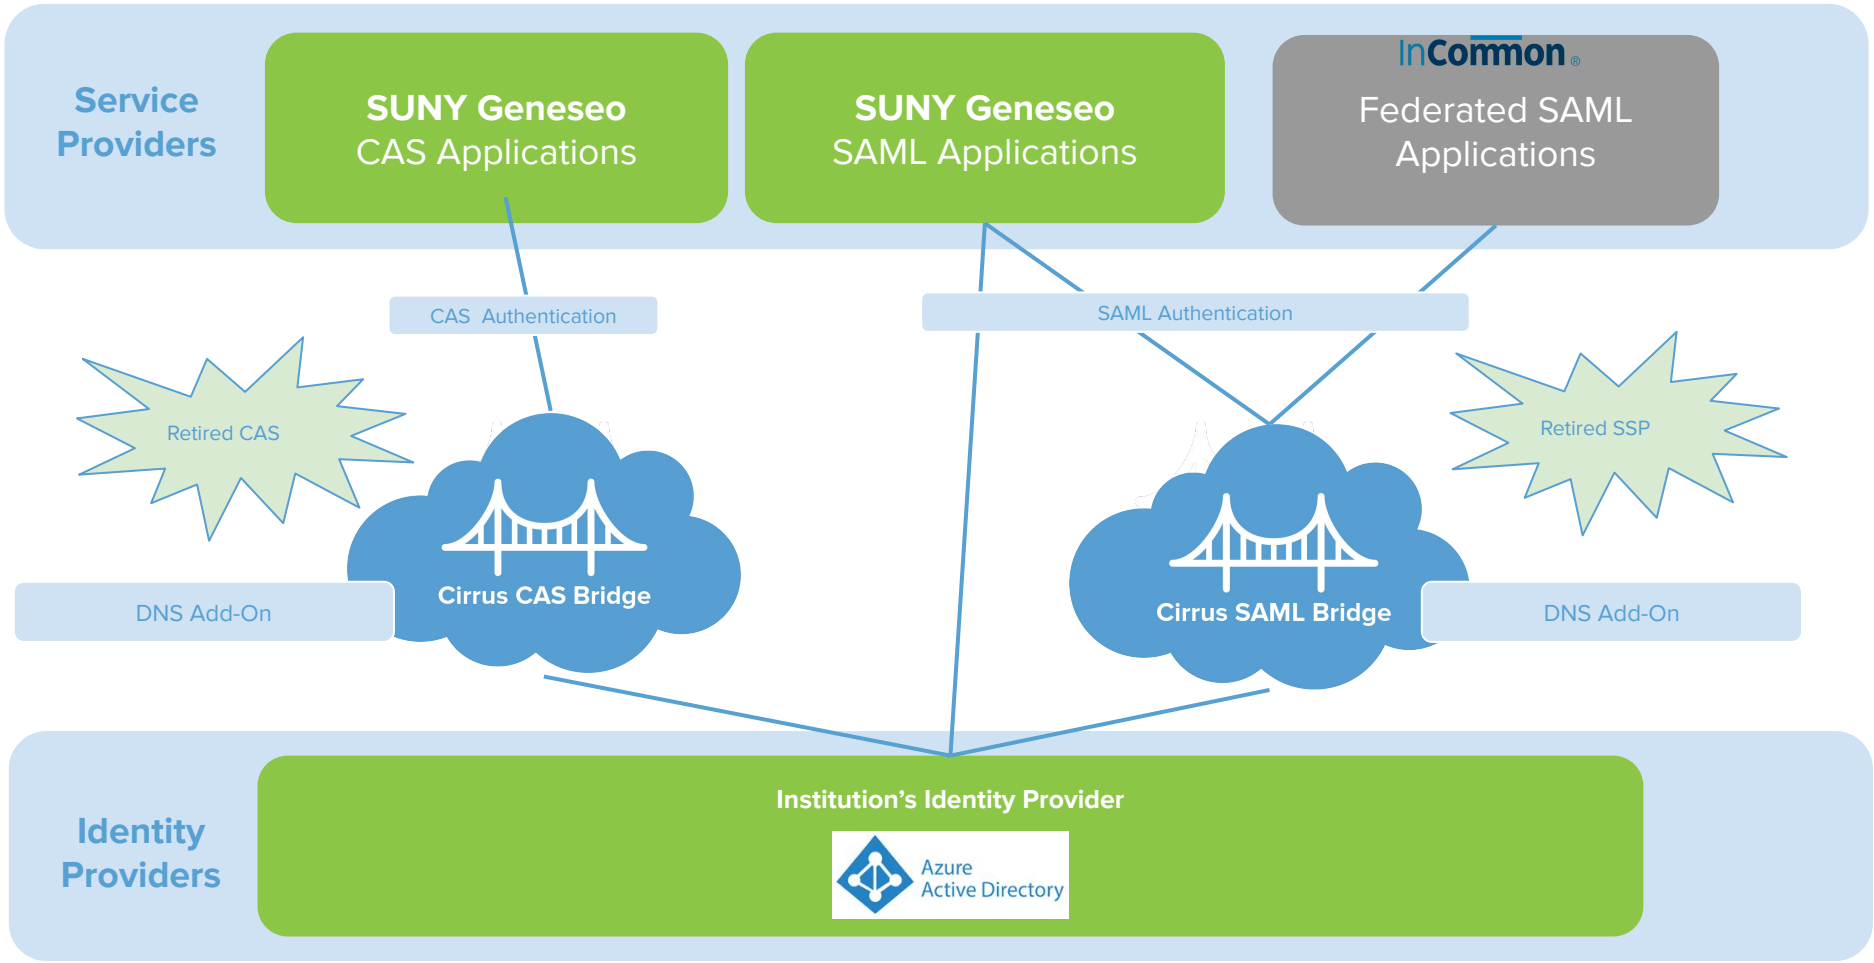 Service
Providers
SUNY Geneseo
CAS Applications
SUNY Geneseo
SAML Applications
InCommon ®
Federated SAML
Applications
CAS  Authentication
SAML Authentication
Retired CAS
Retired SSP
Cirrus CAS Bridge
Cirrus SAML Bridge
DNS Add-On
DNS Add-On
Identity
Providers
Institution’s Identity Provider
Azure
Active Directory